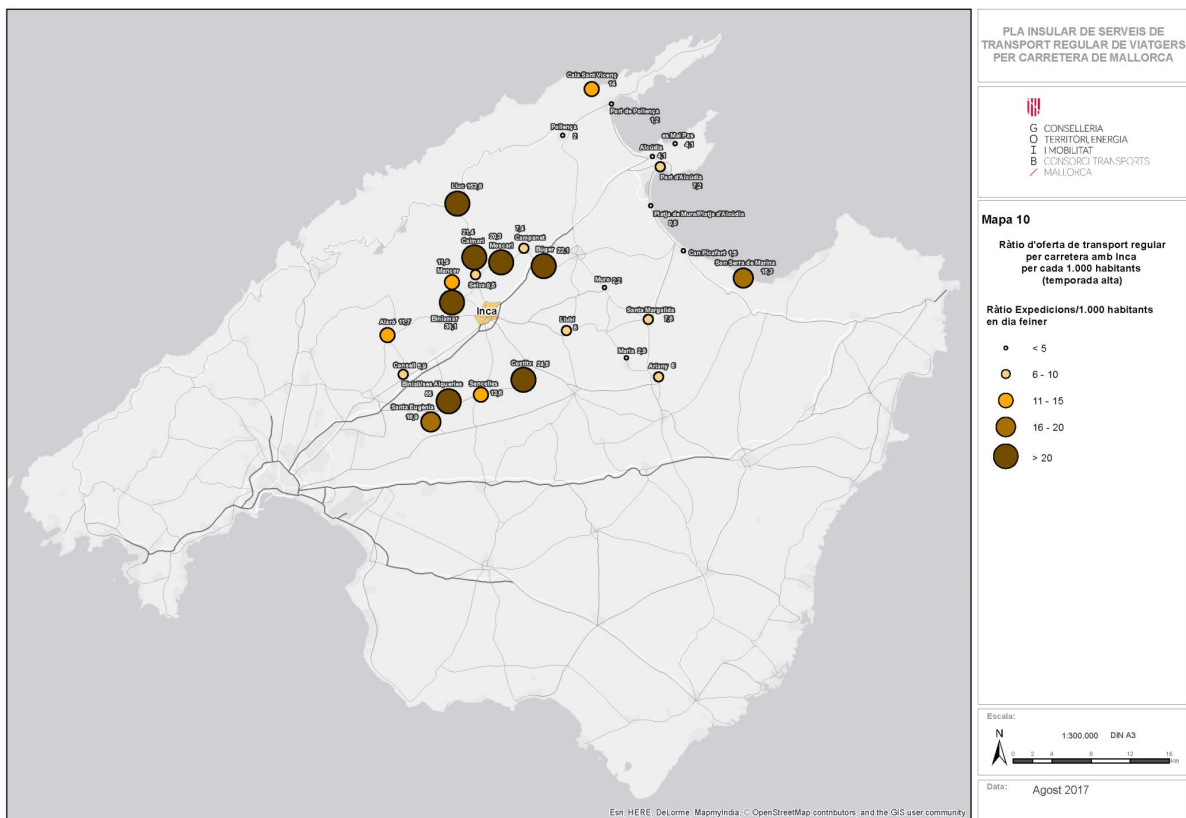 PLA INSULAR DE SERVEIS DE
TRANSPORT REGULAR DE VIATGERS
PER CARRETERA DE MALLORCA
G CONSELLERIA
O TERRITORI, ENERGIA
I I MOBILITAT
B CONSORCI TRANSPORTS
/ MALLORCA
Mapa 10
Ràtio d'oferta de transport regular
per carretera amb Inca
per cada 1.000 habitants
(temporada alta)
Ràtio Expedicions/1.000 habitants
en dia feiner
< 5
6 - 10
11 - 15
16 - 20
> 20
Escala:
N
1:300.000 DIN A3
0 2 4 8 12 16
km
Data:
Agost 2017
Cala Sant Vicenç
14
Port de Pollença
1,2
Pollença
2
es Mal Pas
4,1
Alcúdia
4,1
Port d'Alcúdia
7,2
Platja de Muro/Platja d'Alcúdia
0,6
Can Picafort 1,5
Son Serra de Marina
16,3
Lluc 162,8
21,4
Caimari
20,3
Moscari
7,4
Campanet
Búger 22,1
11,9
Mancor
Selva
Biniamar
Inca
Muro 2,2
Santa Margalida
Llubí
8
Alaró 11,7
Maria
Ariany
Consell
Costitx 24,5
Biniali/ses Alqueries
Sencelles
Santa Eugènia
Esri, HERE, DeLorme, MapmyIndia, © OpenStreetMap contributors, and the GIS user community